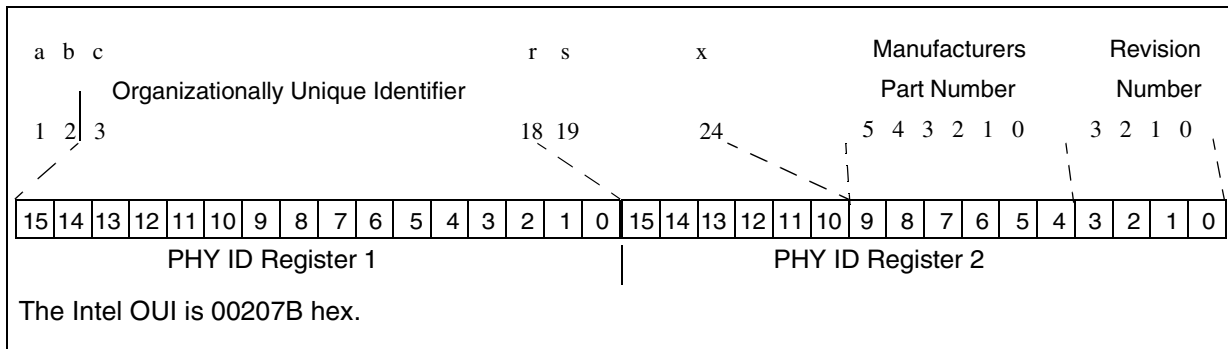 a b c r s x Manufacturers Revision
Organizationally Unique Identifier Part Number Number
1 2 3 18 19 24 5 4 3 2 1 0 3 2 1 0
15 14 13 12 11 10 9 8 7 6 5 4 3 2 1 0 15 14 13 12 11 10 9 8 7 6 5 4 3 2 1 0
PHY ID Register 1 PHY ID Register 2
The Intel OUI is 00207B hex.